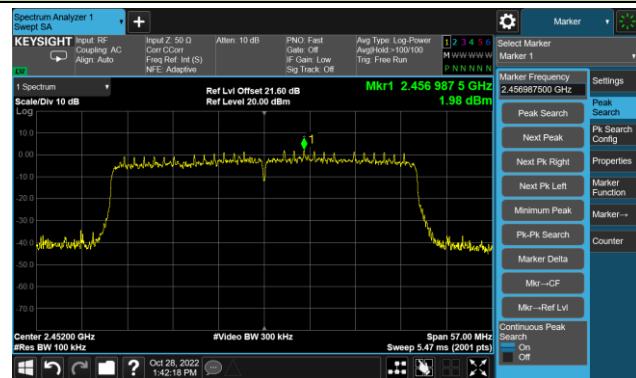 Spectrum Analyzer 1
Swept SA
Marker
KEYSIGHT
Input: RF
Coupling: AC
Align: Auto
Input Z: 50 Ω
Corr CCorr
Freq Ref: Int (S)
NFE: Adaptive
Atten: 10 dB
PNO: Fast
Gate: Off
IF Gain: Low
Sig Track: Off
Avg Type: Log-Power
Avg|Hold:>100/100
Trig: Free Run
1 2 3 4 5 6
M W W W W W
P N N N N N
LXI
Select Marker
Marker 1
1 Spectrum
Scale/Div 10 dB
Log
Ref Lvl Offset 21.60 dB
Ref Level 20.00 dBm
Mkr1 2.456 987 5 GHz
1.98 dBm
10.0
0.00
-10.0
-20.0
-30.0
-40.0
-50.0
-60.0
-70.0
1
Center 2.45200 GHz
#Res BW 100 kHz
#Video BW 300 kHz
Span 57.00 MHz
Sweep 5.47 ms (2001 pts)
Marker Frequency
2.456987500 GHz
Peak Search
Next Peak
Next Pk Right
Next Pk Left
Minimum Peak
Pk-Pk Search
Marker Delta
Mkr→CF
Mkr→Ref Lvl
Continuous Peak
Search
On
Off
Settings
Peak
Search
Pk Search
Config
Properties
Marker
Function
Marker→
Counter
?
Oct 28, 2022
1:42:18 PM